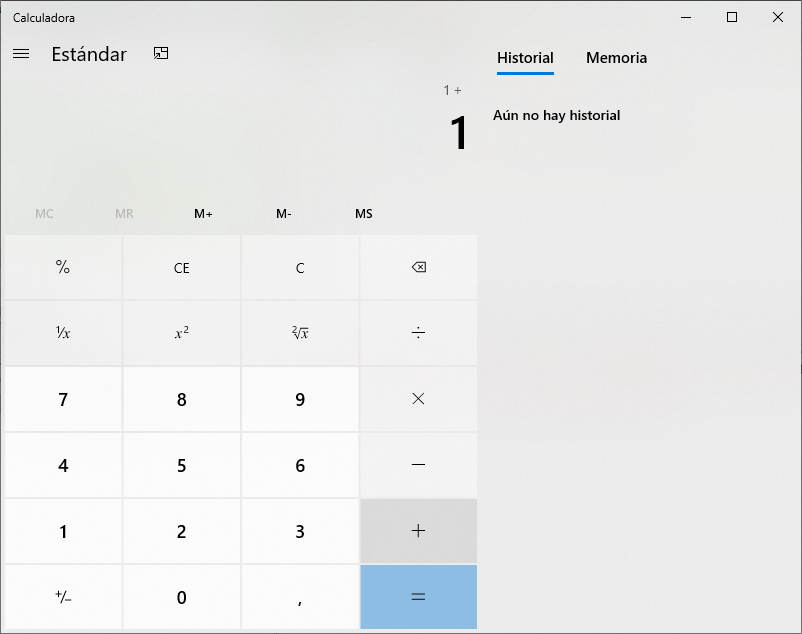 Calculadora
Estándar
Historial Memoria
1 +
1
Aún no hay historial
MC MR M+ M- MS
% CE C
⅟x x² ²√x ÷
7 8 9 ×
4 5 6 −
1 2 3 +
+/− 0 , =